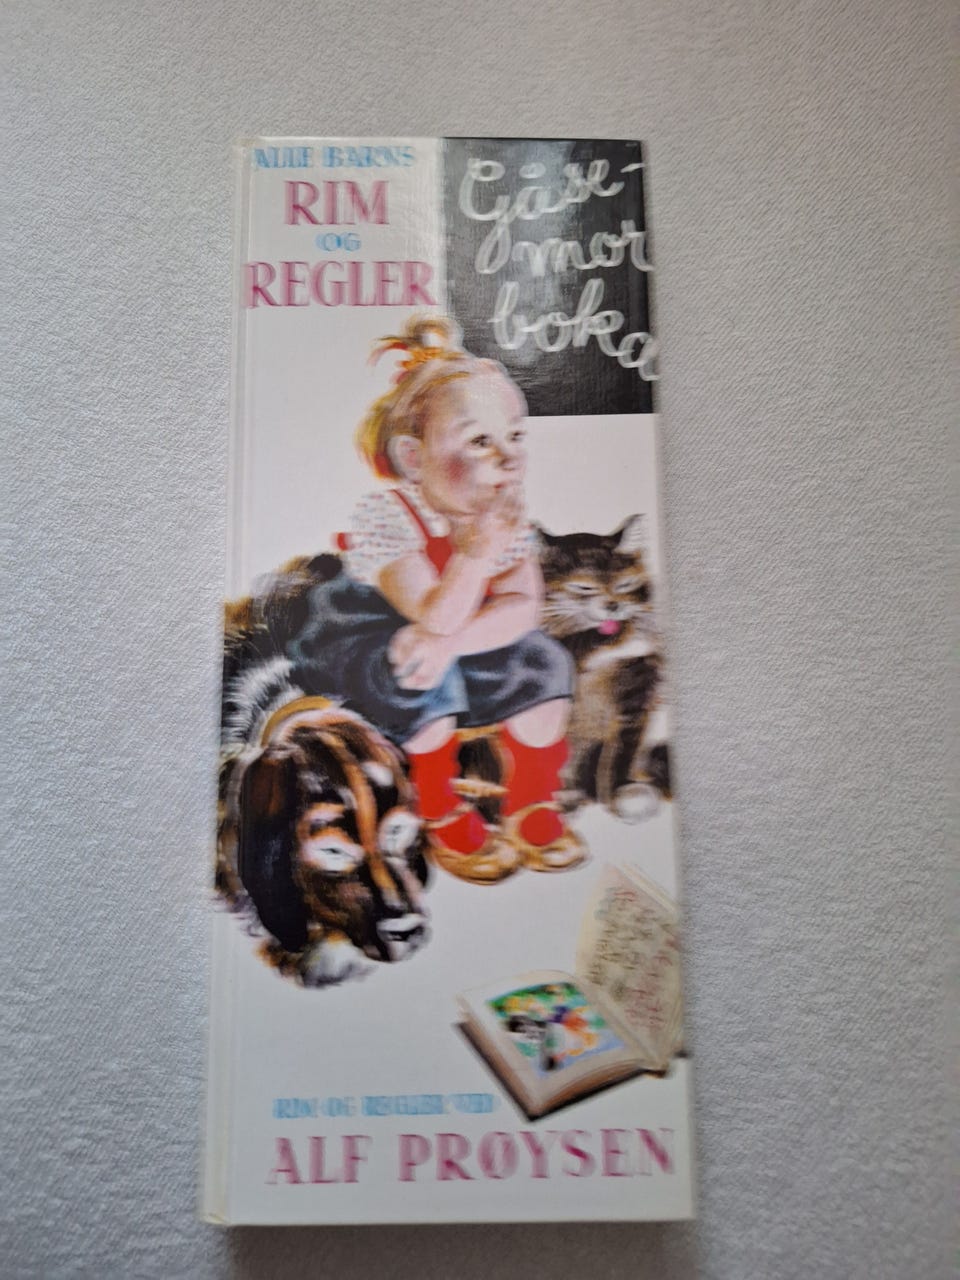 ALLE BARNS
RIM
OG
REGLER
Gåse-
mor
boka
RIM OG REGLER VED
ALF PRØYSEN